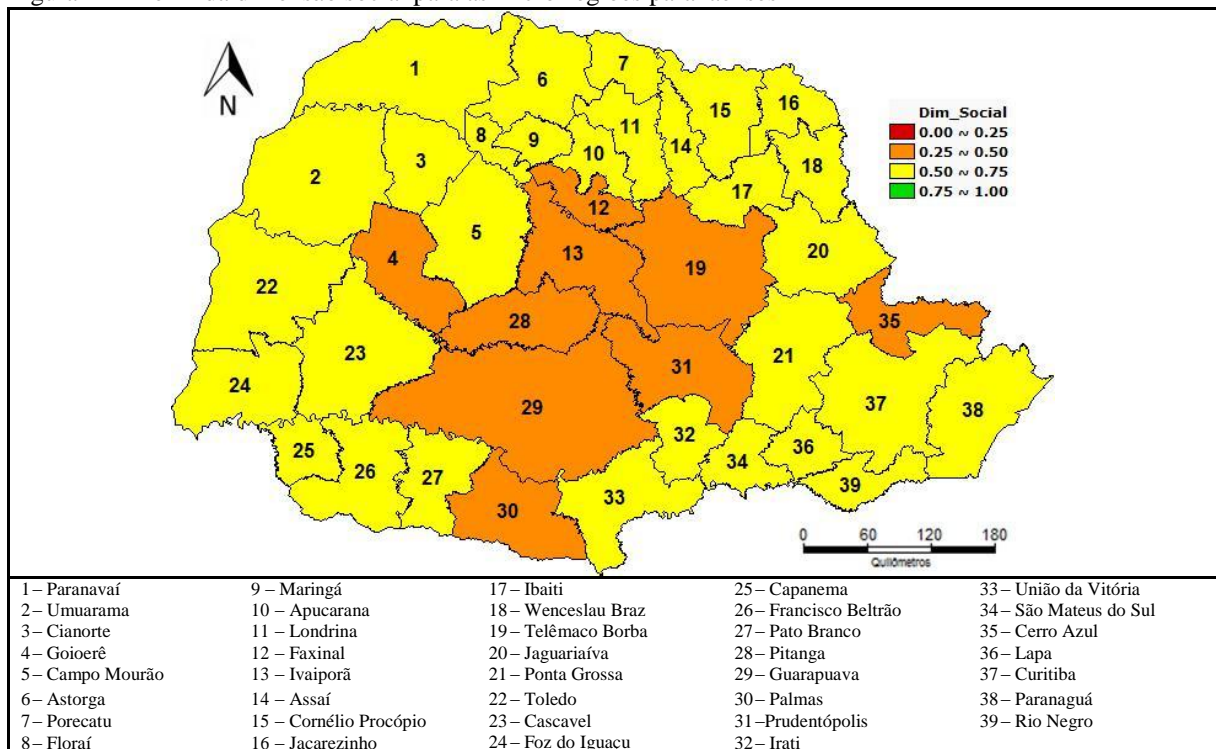 Figura da dimensão social para as microrregiões paranaenses
N
1
6
7
15
16
8
9
10
11
14
2
3
18
17
12
5
4
13
19
20
22
28
35
23
31
21
24
29
37
38
32
25
26
27
34
36
39
30
33
Dim_Social
0.00 ~ 0.25
0.25 ~ 0.50
0.50 ~ 0.75
0.75 ~ 1.00
0 60 120 180
Quilômetros
1 – Paranavaí
2 – Umuarama
3 – Cianorte
4 – Goioerê
5 – Campo Mourão
6 – Astorga
7 – Porecatu
8 – Floraí
9 – Maringá
10 – Apucarana
11 – Londrina
12 – Faxinal
13 – Ivaiporã
14 – Assaí
15 – Cornélio Procópio
16 – Jacarezinho
17 – Ibaiti
18 – Wenceslau Braz
19 – Telêmaco Borba
20 – Jaguariaíva
21 – Ponta Grossa
22 – Toledo
23 – Cascavel
24 – Foz do Iguaçu
25 – Capanema
26 – Francisco Beltrão
27 – Pato Branco
28 – Pitanga
29 – Guarapuava
30 – Palmas
31 –Prudentópolis
32 – Irati
33 – União da Vitória
34 – São Mateus do Sul
35 – Cerro Azul
36 – Lapa
37 – Curitiba
38 – Paranaguá
39 – Rio Negro